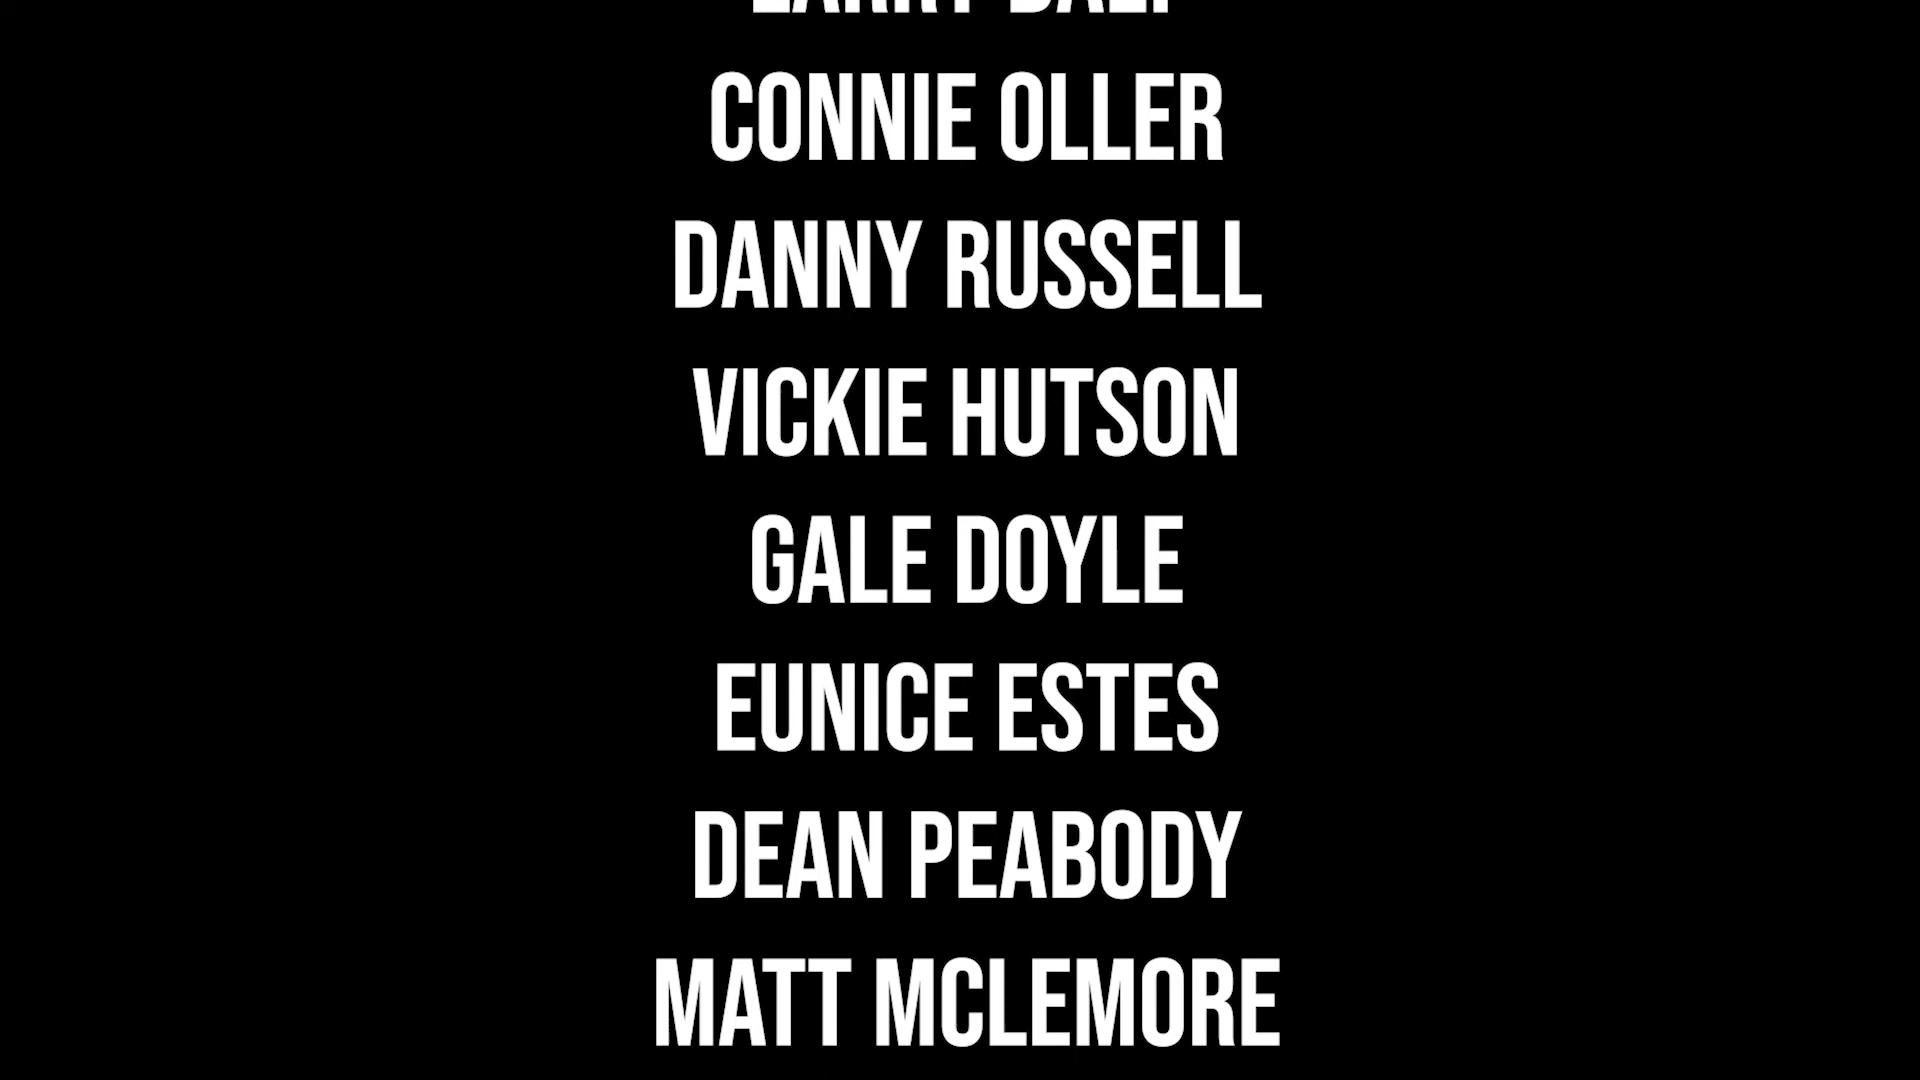 CONNIE OLLER
DANNY RUSSELL
VICKIE HUTSON
GALE DOYLE
EUNICE ESTES
DEAN PEABODY
MATT MCLEMORE